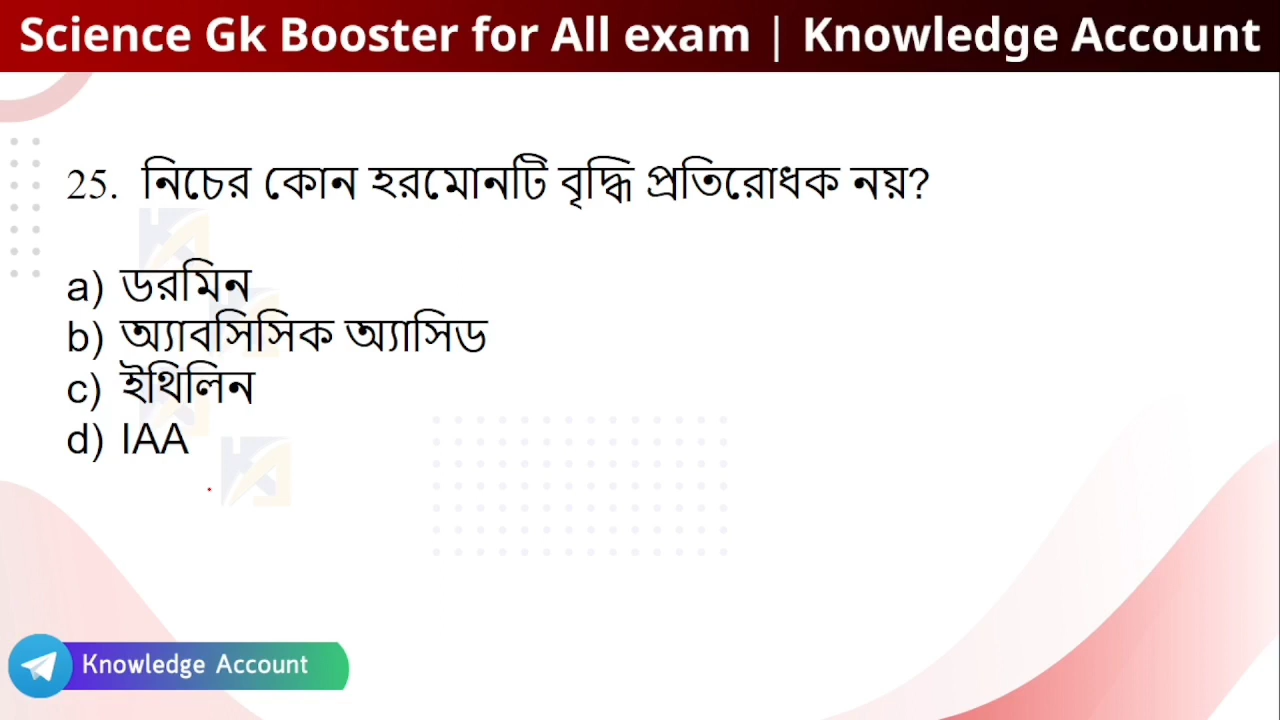 Science Gk Booster for All exam | Knowledge Account
25. নিচের কোন হরমোনটি বৃদ্ধি প্রতিরোধক নয়?
a) ডরমিন
b) অ্যাবসিসিক অ্যাসিড
c) ইথিলিন
d) IAA
Knowledge Account